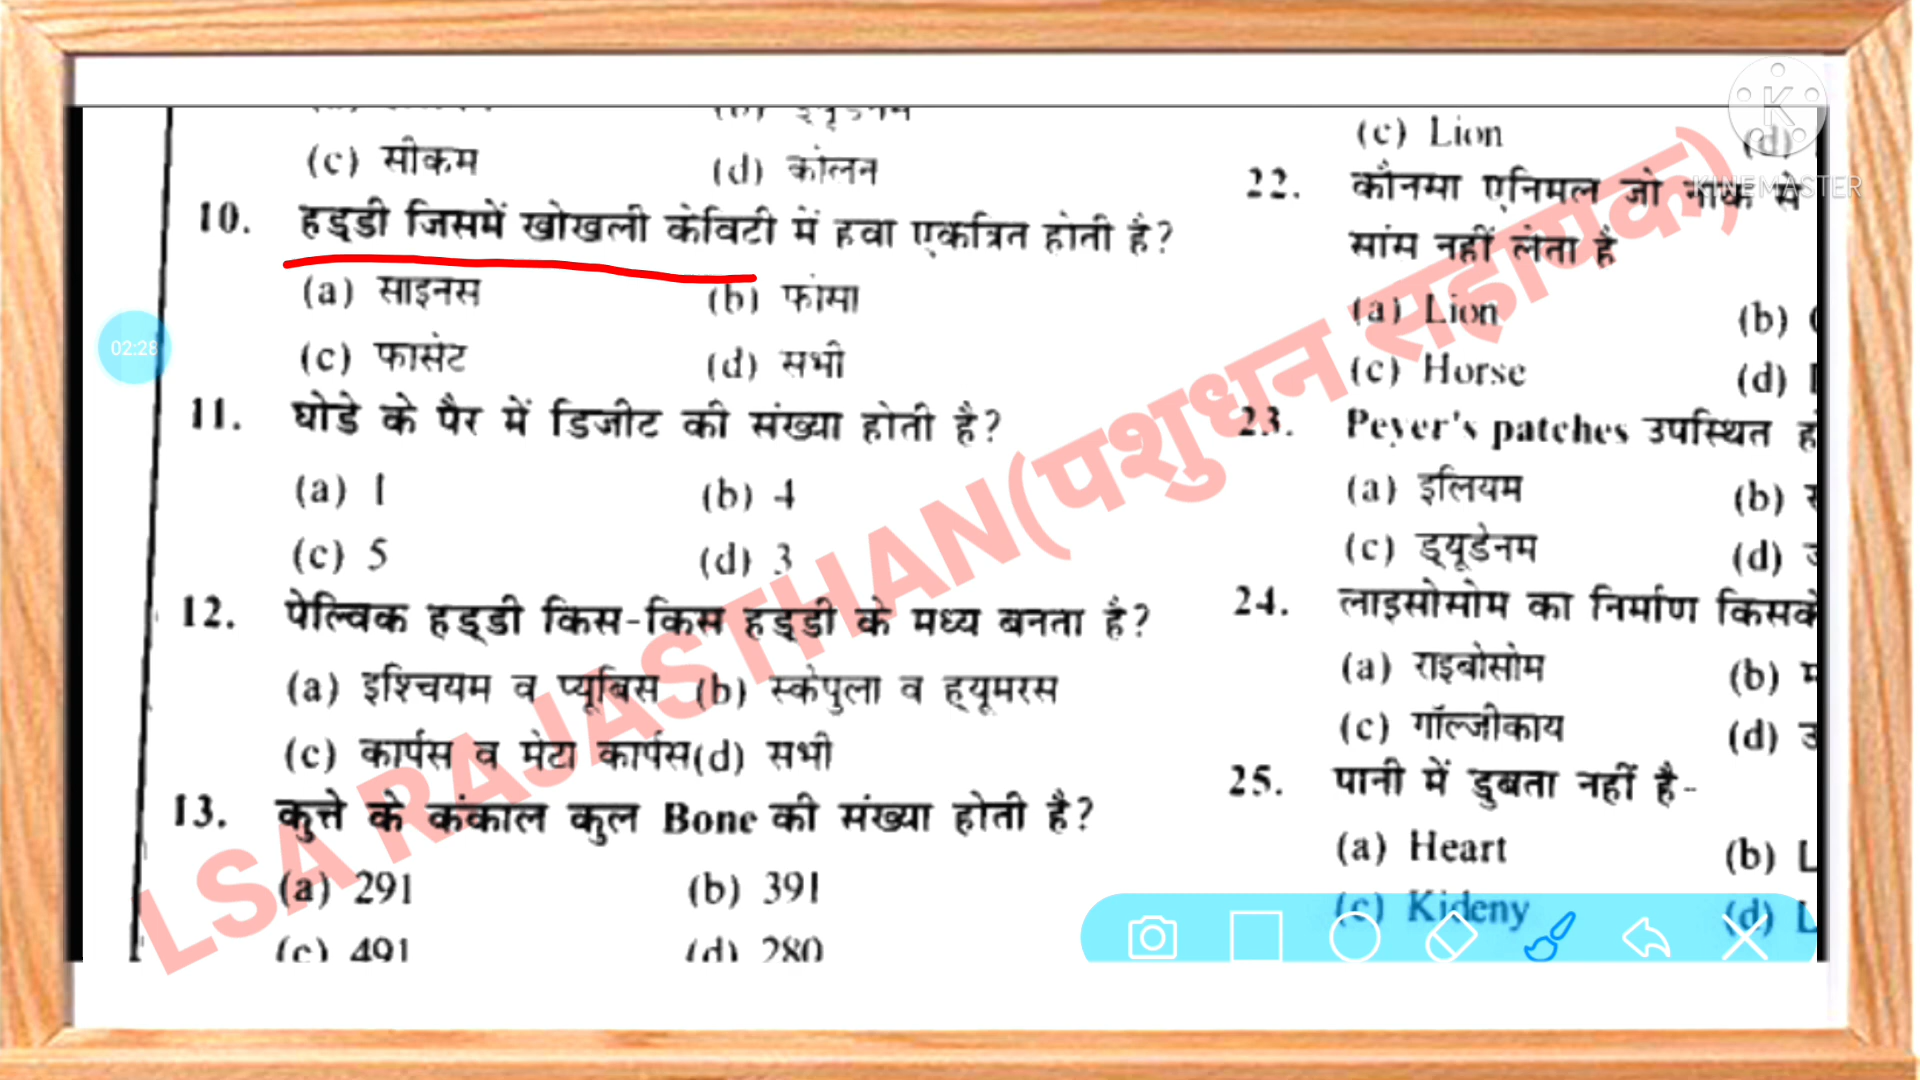 (c) सीकम (d) कोलन
10. हड्डी जिसमें खोखली केविटी में हवा एकत्रित होती है?
(a) साइनस (b) फोमा
(c) फासेट (d) सभी
11. घोडे के पैर में डिजीट की संख्या होती है?
(a) 1 (b) 4
(c) 5 (d) 3
12. पेल्विक हड्डी किस-किस हड्डी के मध्य बनता है?
(a) इश्चियम व प्यूबिस (b) स्केपुला व ह्यूमरस
(c) कार्पस व मेटा कार्पस(d) सभी
13. कुत्ते के कंकाल कुल Bone की संख्या होती है?
(a) 291 (b) 391
(c) 491 (d) 280
(c) Lion (d)
22. कौनसा एनिमल जो नाक से
सांस नहीं लेता है
(a) Lion (b)
(c) Horse (d)
23. Peyer's patches उपस्थित
(a) इलियम (b)
(c) ड्यूडेनम (d)
24. लाइसोसोम का निर्माण किसके
(a) राइबोसोम (b)
(c) गॉल्जीकाय (d)
25. पानी में डुबता नहीं है-
(a) Heart (b) L
(c) Kideny (d) L
LSA RAJASTHAN(पशुधन सहायक)
02:28
K
KINEMASTER